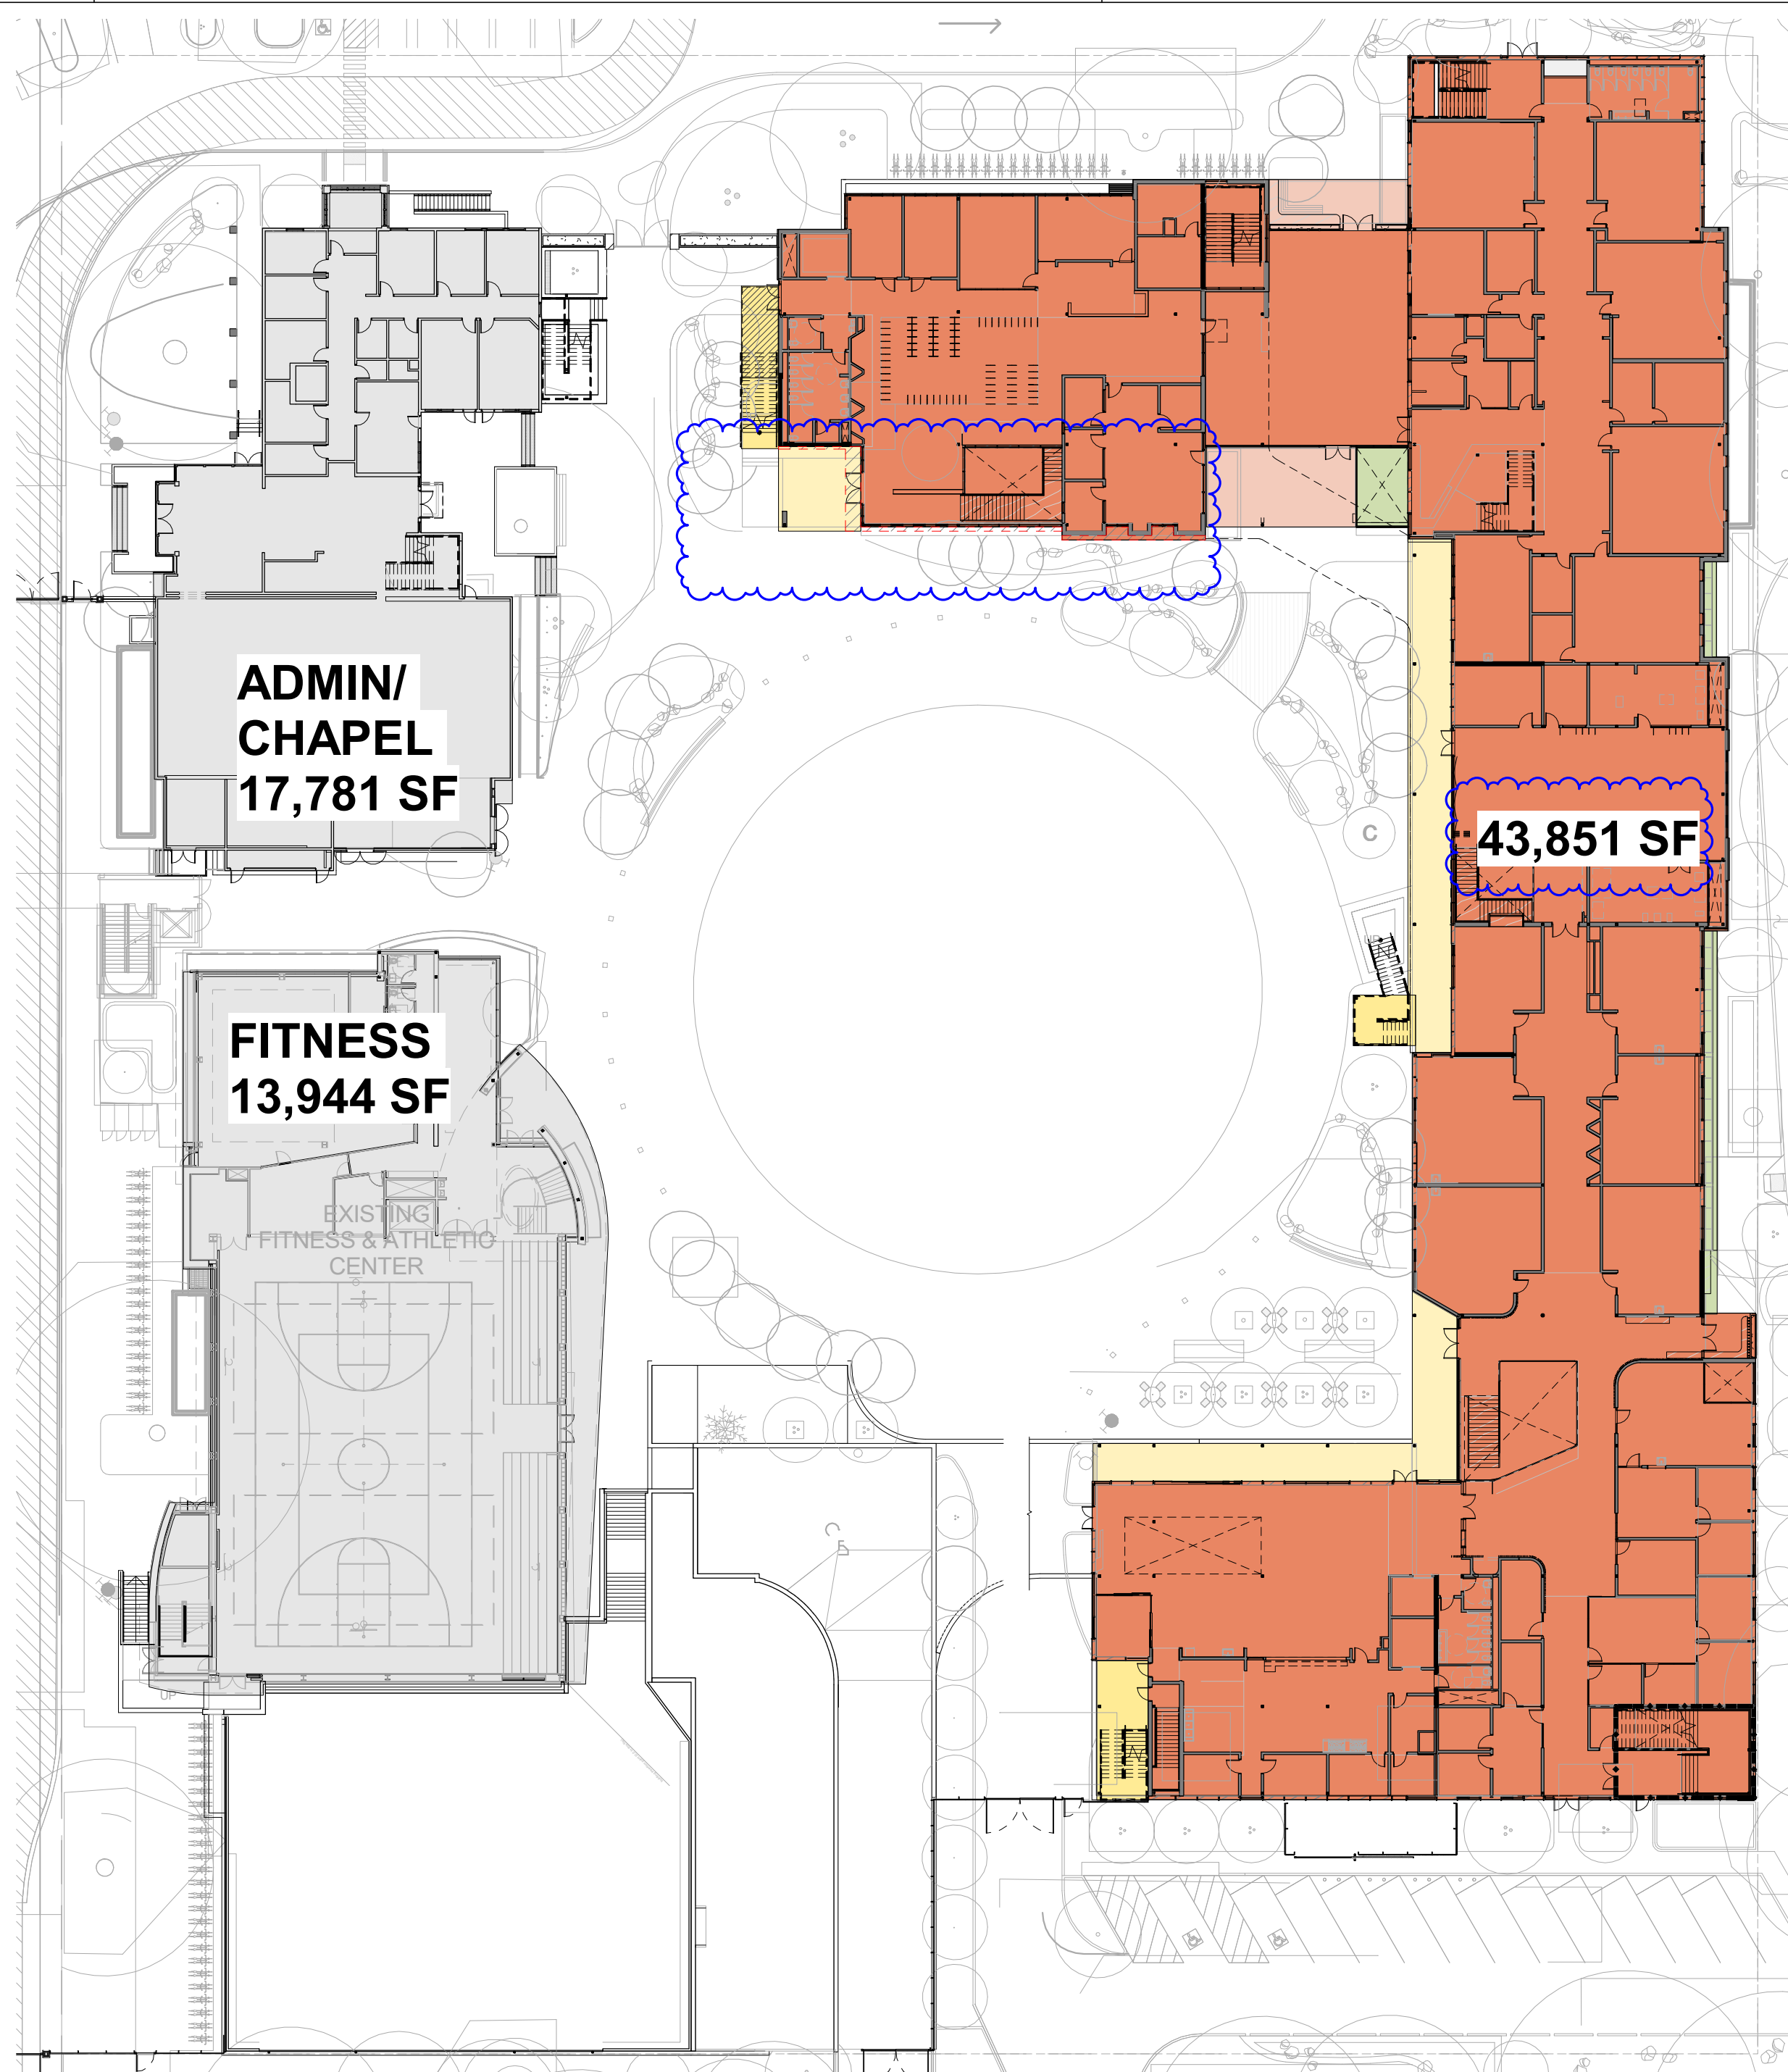 ADMIN/
CHAPEL
17,781 SF
43,851 SF
C
FITNESS
13,944 SF
EXISTING
FITNESS & ATHLETIC
CENTER
UP